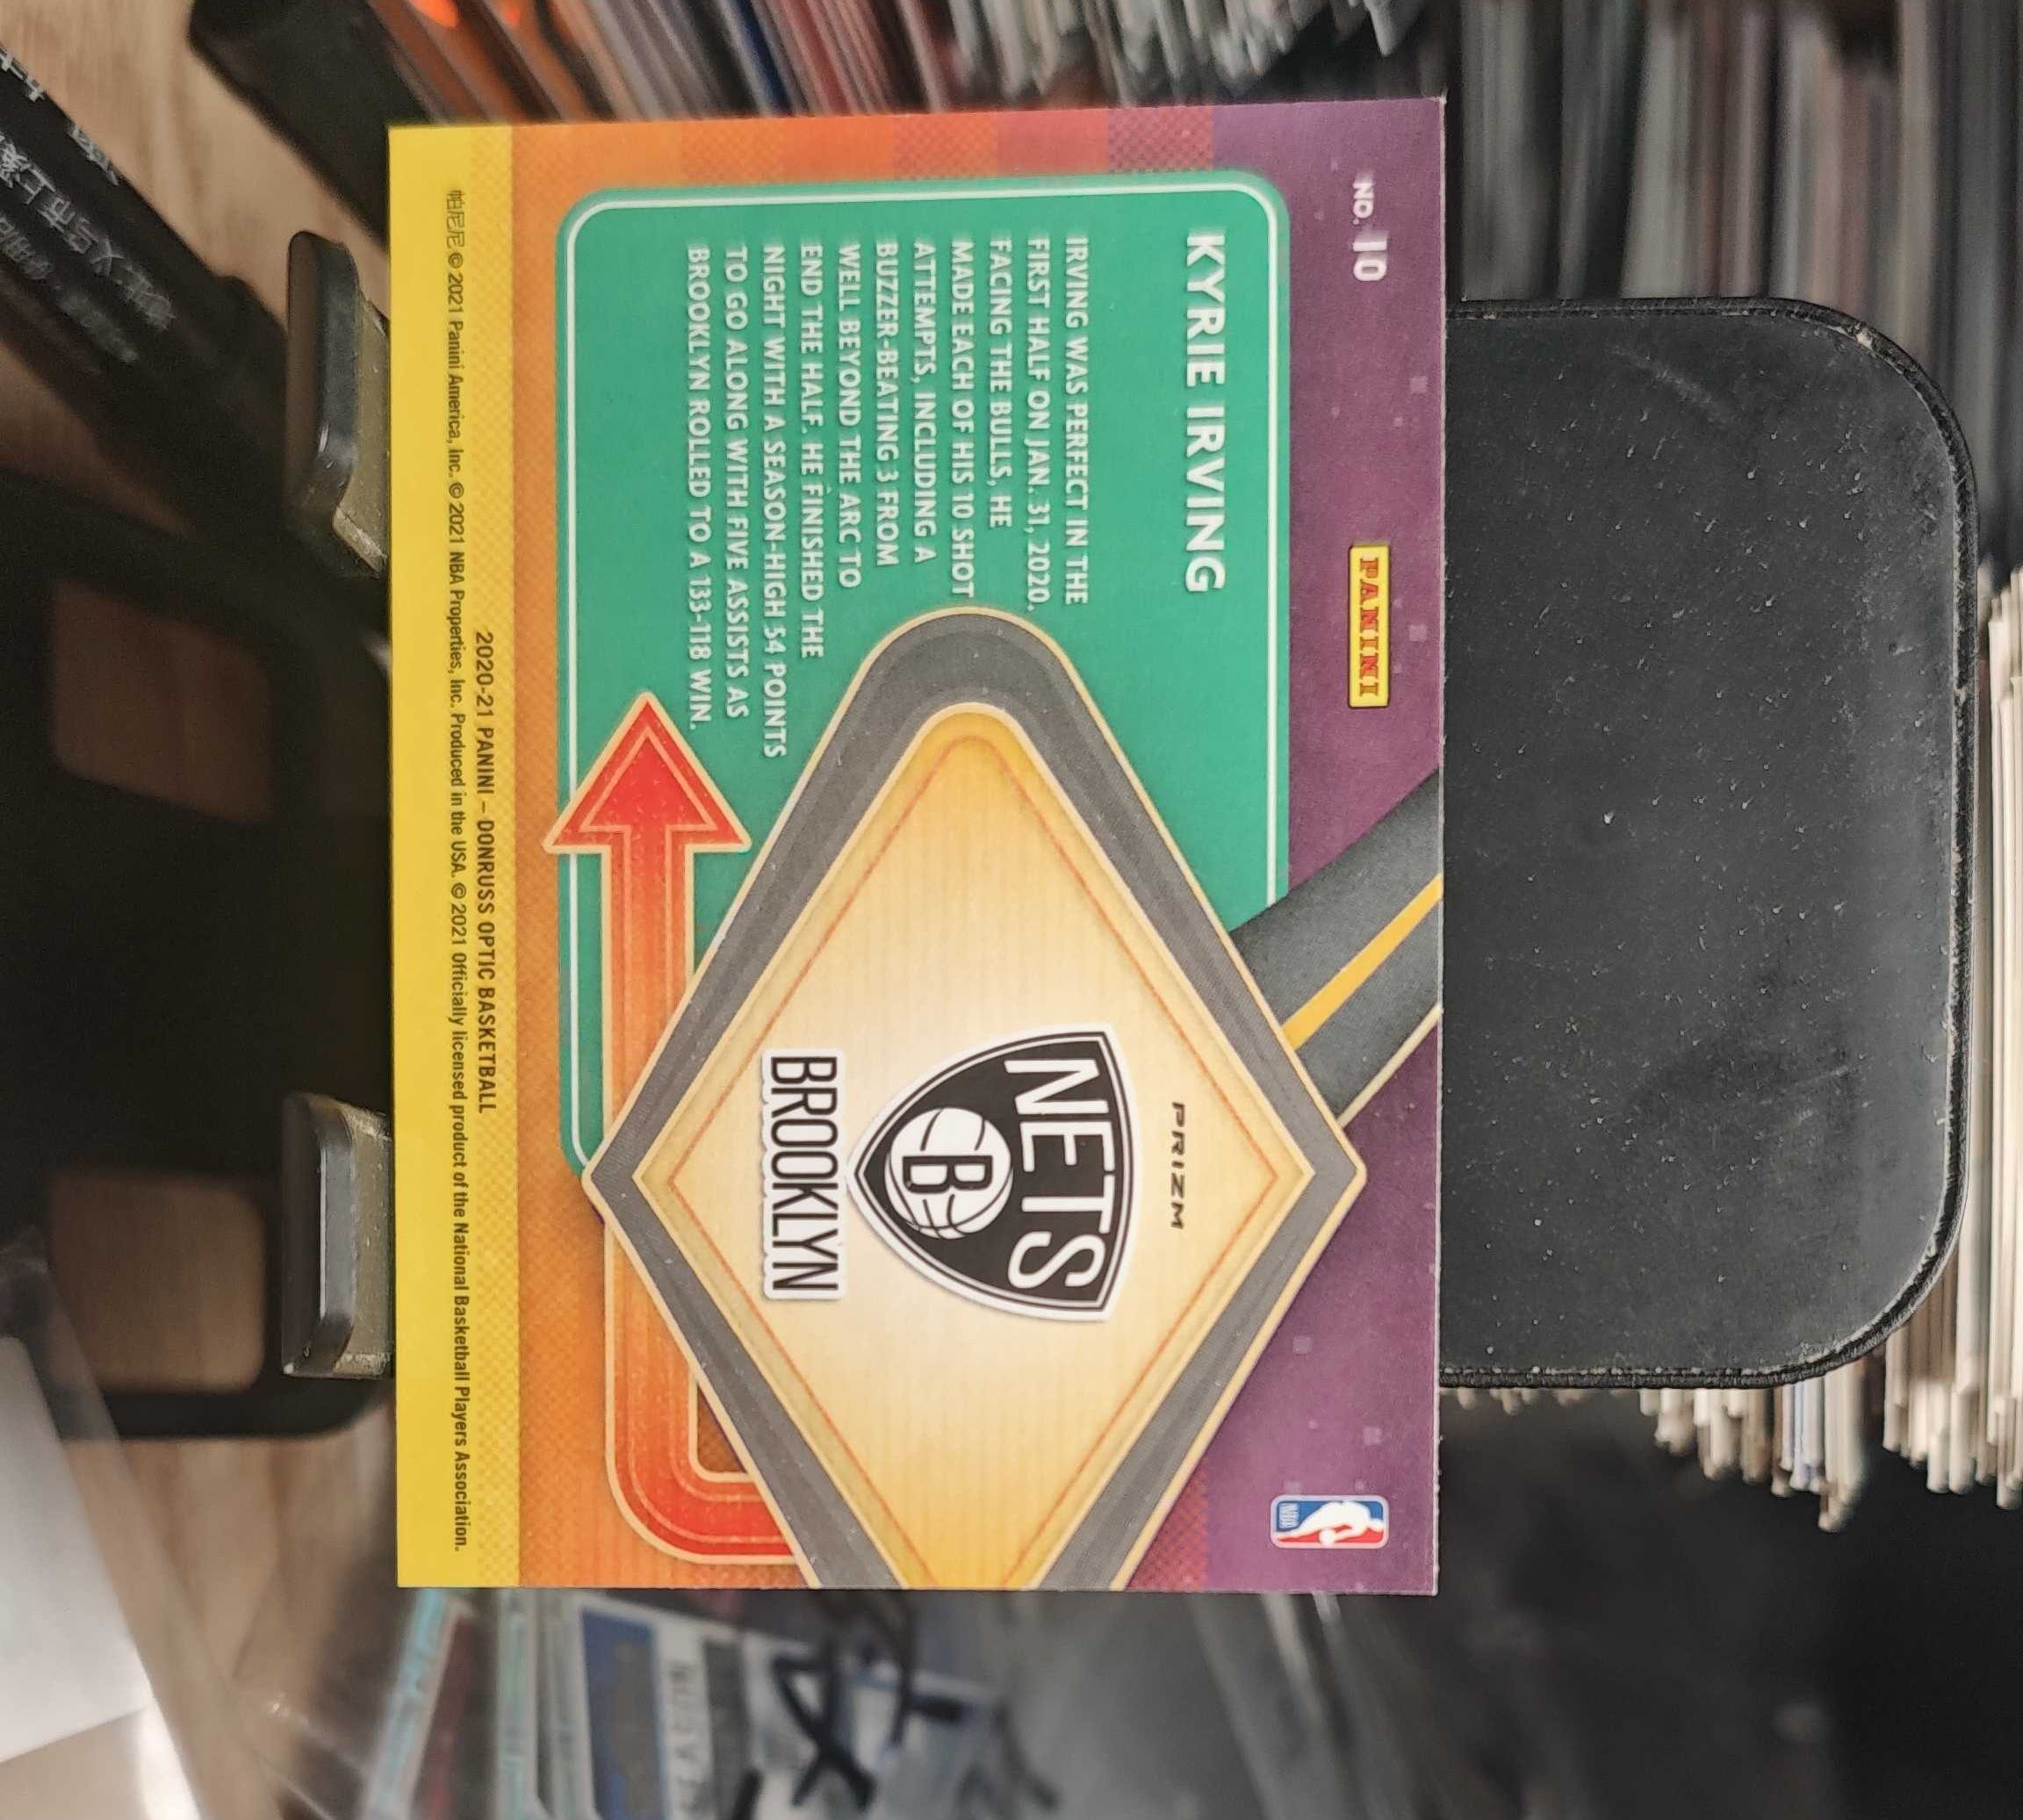 NO. 10
PANINI
NBA
KYRIE IRVING
IRVING WAS PERFECT IN THE
FIRST HALF ON JAN. 31, 2020.
FACING THE BULLS, HE
MADE EACH OF HIS 10 SHOT
ATTEMPTS, INCLUDING A
BUZZER-BEATING 3 FROM
WELL BEYOND THE ARC TO
END THE HALF. HE FINISHED THE
NIGHT WITH A SEASON-HIGH 54 POINTS
TO GO ALONG WITH FIVE ASSISTS AS
BROOKLYN ROLLED TO A 133-118 WIN.
PRIZM
NETS
B
BROOKLYN
2020-21 PANINI – DONRUSS OPTIC BASKETBALL
帕尼尼 © 2021 Panini America, Inc. © 2021 NBA Properties, Inc. Produced in the USA. © 2021 Officially licensed product of the National Basketball Players Association.